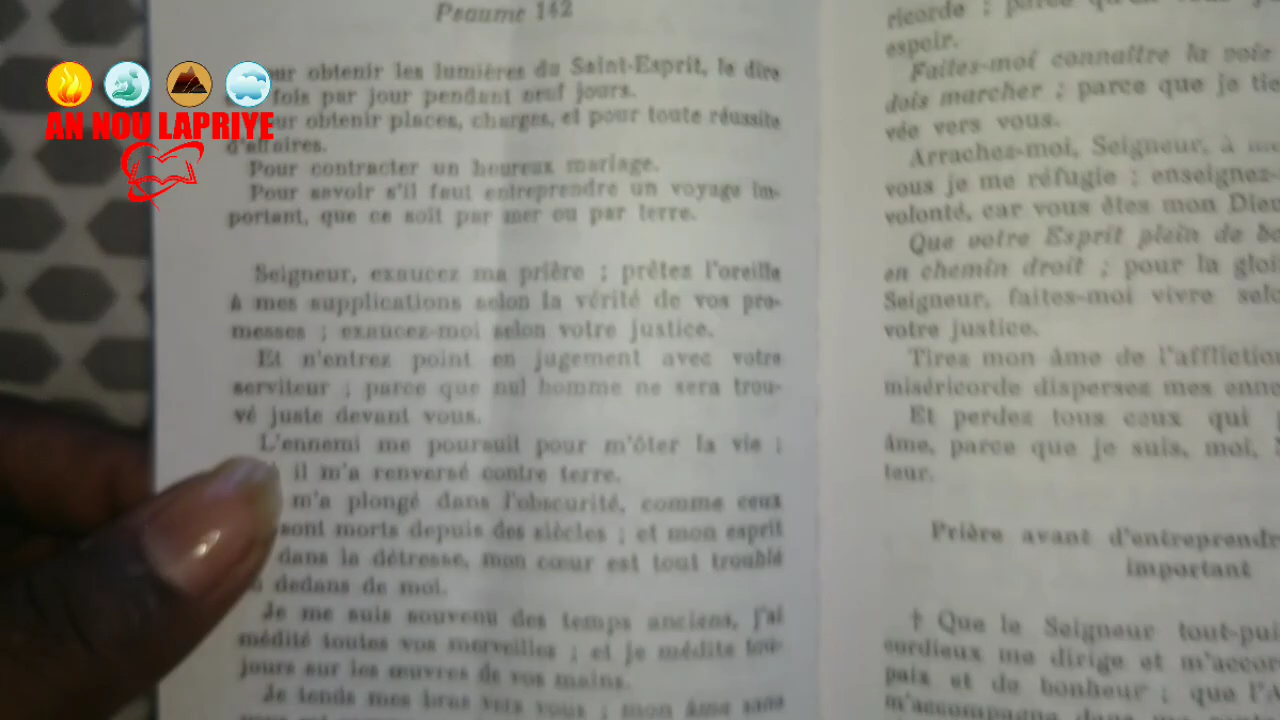 AN NOU LAPRIYE
Psaume 142
obtenir les lumières du Saint-Esprit, le dire
fois par jour pendant neuf jours.
obtenir places, charges, et pour toute réussite
d'affaires.
Pour contracter un heureux mariage.
Pour savoir s'il faut entreprendre un voyage im-
portant, que ce soit par mer ou par terre.
Seigneur, exaucez ma prière ; prêtez l'oreille
à mes supplications selon la vérité de vos pro-
messes ; exaucez-moi selon votre justice.
Et n'entrez point en jugement avec votre
serviteur ; parce que nul homme ne sera trou-
vé juste devant vous.
L'ennemi me poursuit pour m'ôter la vie ;
il m'a renversé contre terre.
m'a plongé dans l'obscurité, comme ceux
sont morts depuis des siècles ; et mon esprit
dans la détresse, mon cœur est tout troublé
dedans de moi.
Je me suis souvenu des temps anciens, j'ai
médité toutes vos merveilles ; et je médite tou-
jours sur les œuvres de vos mains.
Je tends mes bras vers vous ; mon âme sans
ricorde ; parce
espoir.
Faites-moi connaître la voie
dois marcher ; parce que je
vée vers vous.
Arrachez-moi, Seigneur, à
vous je me réfugie ; enseignez-
volonté, car vous êtes mon Dieu
Que votre Esprit plein de
en chemin droit ; pour la
Seigneur, faites-moi vivre
votre justice.
Tirez mon âme de l'affliction
miséricorde dispersez mes
Et perdez tous ceux qui
âme, parce que je suis, moi,
teur.
Prière avant d'entreprendre
important
† Que le Seigneur
cordieux me dirige et
paix et de bonheur ; que
m'accompagne dans